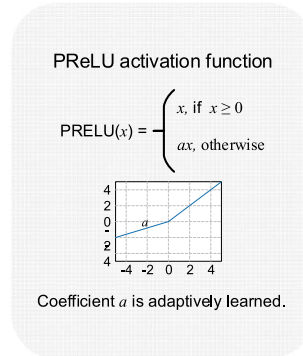 PReLU activation function
x, if x ≥ 0
PRELU(x) =
ax, otherwise
4
2
a
0
-
2
4
-4 -2 0 2 4
Coefficient a is adaptively learned.